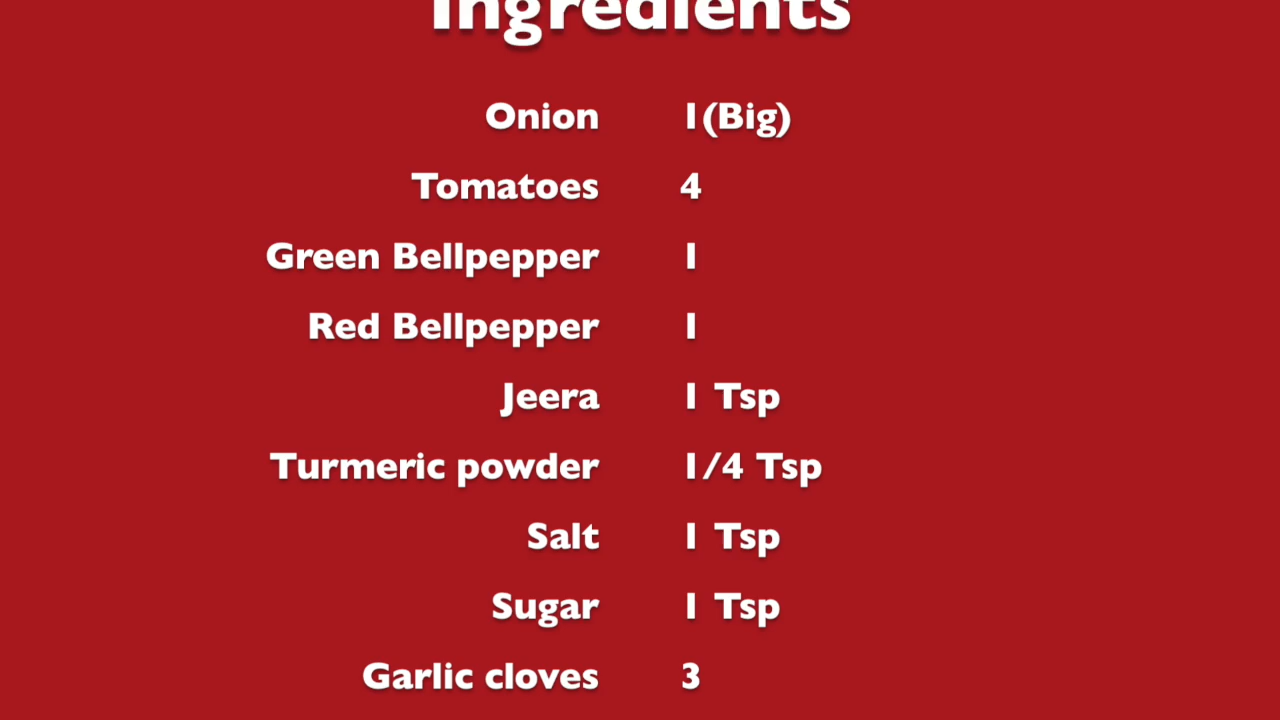 Ingredients
Onion 1(Big)
Tomatoes 4
Green Bellpepper 1
Red Bellpepper 1
Jeera 1 Tsp
Turmeric powder 1/4 Tsp
Salt 1 Tsp
Sugar 1 Tsp
Garlic cloves 3